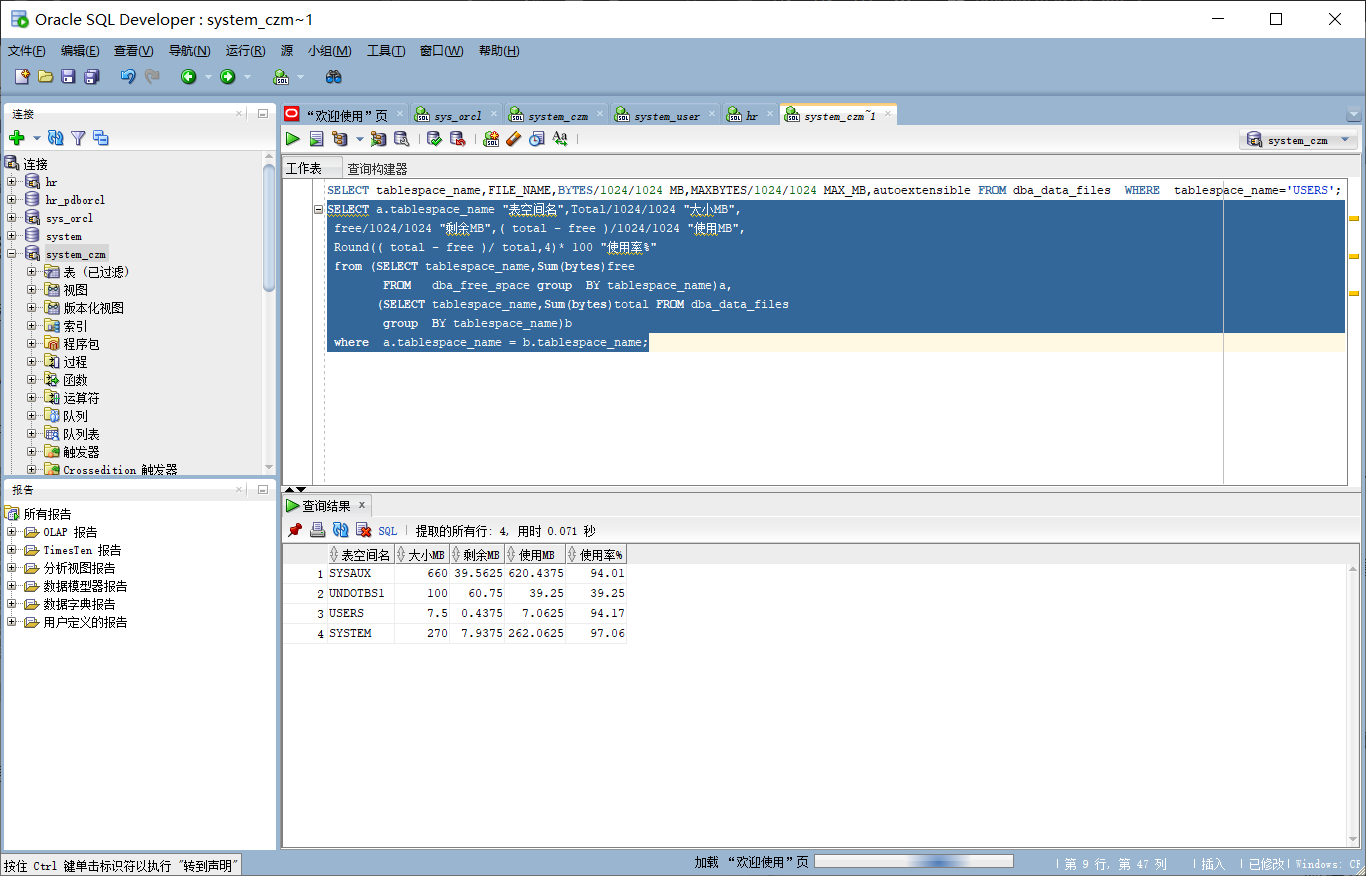 Oracle SQL Developer : system_czm~1
文件(F) 编辑(E) 查看(V) 导航(N) 运行(R) 源 小组(M) 工具(T) 窗口(W) 帮助(H)
连接
连接
hr
hr_pdborcl
sys_orcl
system
system_czm
表 (已过滤)
视图
版本化视图
索引
程序包
过程
函数
运算符
队列
队列表
触发器
Crossedition 触发器
报告
所有报告
OLAP 报告
TimesTen 报告
分析视图报告
数据模型器报告
数据字典报告
用户定义的报告
“欢迎使用”页 sys_orcl system_czm system_user hr system_czm~1
system_czm
工作表 查询构建器
SELECT tablespace_name,FILE_NAME,BYTES/1024/1024 MB,MAXBYTES/1024/1024 MAX_MB,autoextensible FROM dba_data_files WHERE tablespace_name='USERS';
SELECT a.tablespace_name "表空间名",Total/1024/1024 "大小MB",
free/1024/1024 "剩余MB",( total - free )/1024/1024 "使用MB",
Round(( total - free )/ total,4)* 100 "使用率%"
from (SELECT tablespace_name,Sum(bytes)free
FROM dba_free_space group BY tablespace_name)a,
(SELECT tablespace_name,Sum(bytes)total FROM dba_data_files
group BY tablespace_name)b
where a.tablespace_name = b.tablespace_name;
查询结果
SQL 提取的所有行: 4, 用时 0.071 秒
表空间名 大小MB 剩余MB 使用MB 使用率%
1 SYSAUX 660 39.5625 620.4375 94.01
2 UNDOTBS1 100 60.75 39.25 39.25
3 USERS 7.5 0.4375 7.0625 94.17
4 SYSTEM 270 7.9375 262.0625 97.06
按住 Ctrl 键单击标识符以执行 "转到声明" 加载 “欢迎使用”页 第 9 行, 第 47 列 插入 已修改 Windows: CR